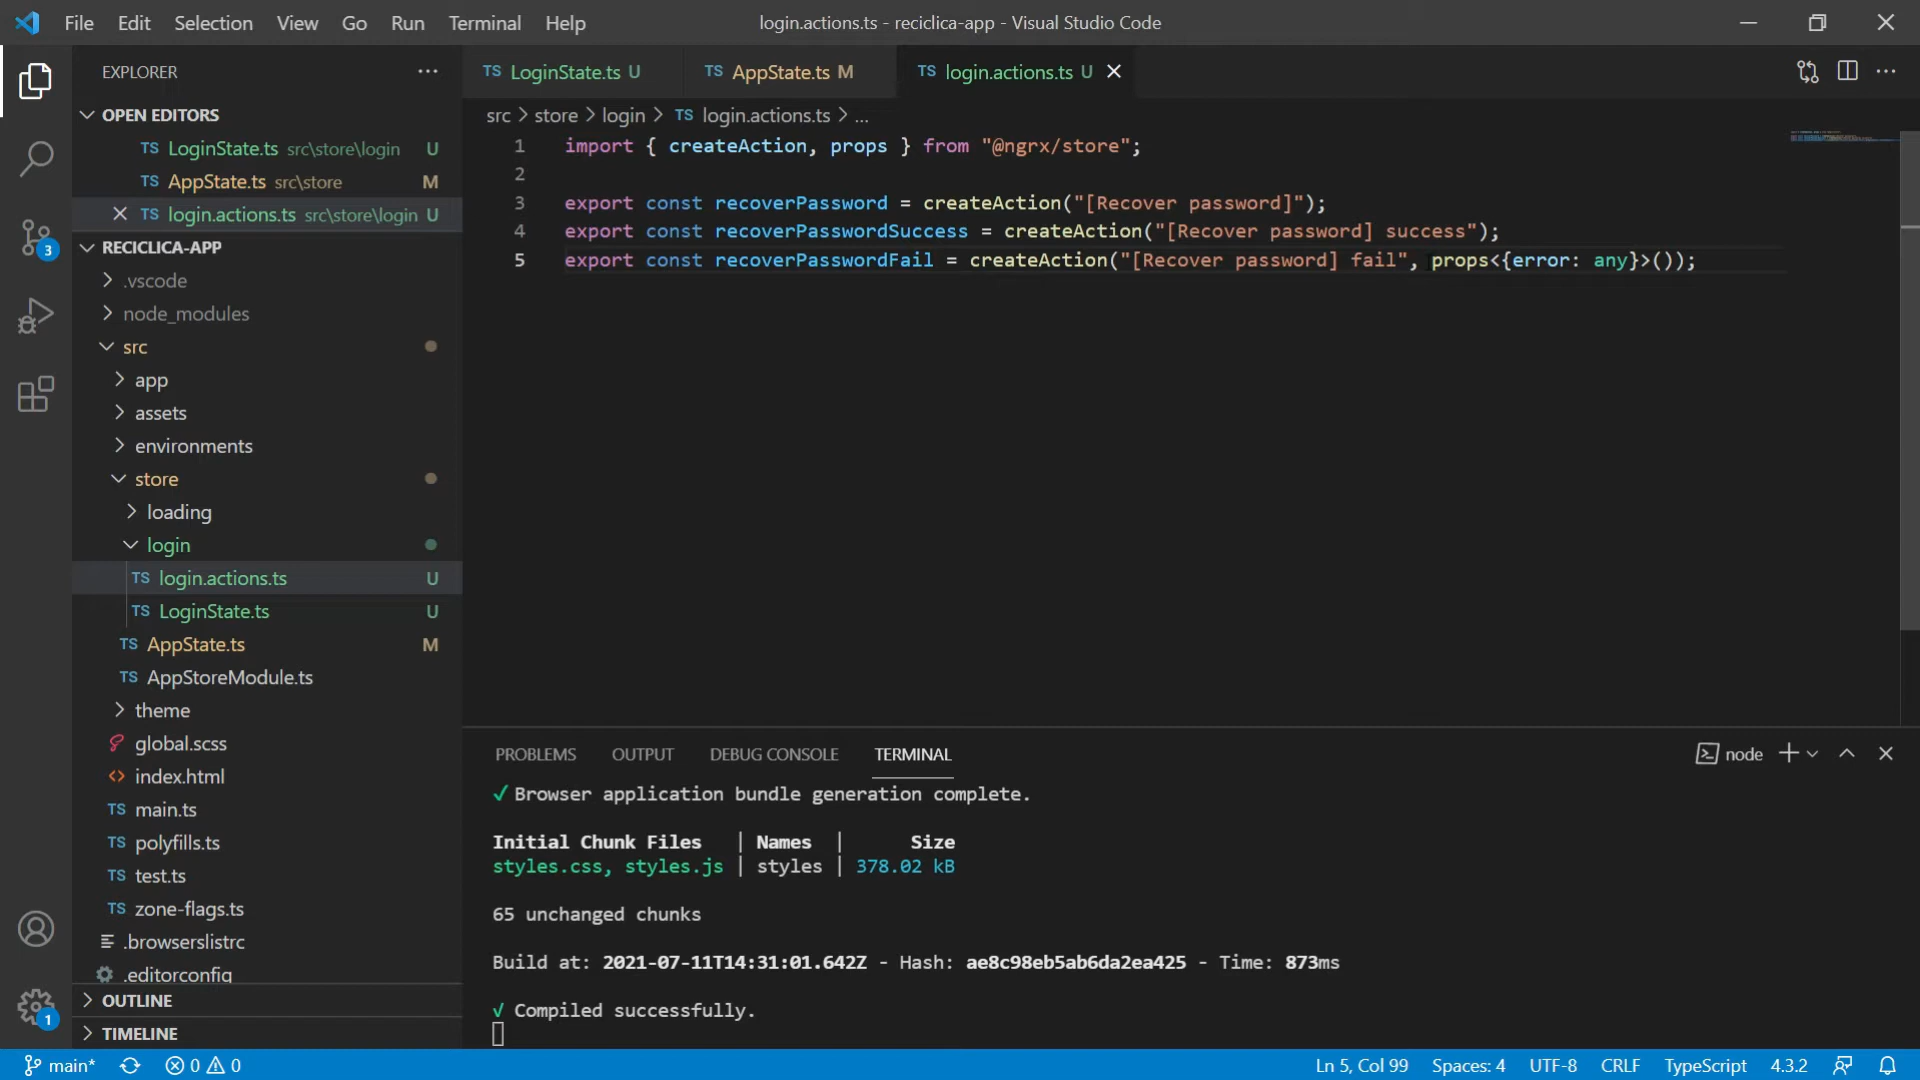 File Edit Selection View Go Run Terminal Help
login.actions.ts - reciclica-app - Visual Studio Code
EXPLORER
OPEN EDITORS
TS LoginState.ts src\store\login U
TS AppState.ts src\store M
TS login.actions.ts src\store\login U
RECICLICA-APP
.vscode
node_modules
src
app
assets
environments
store
loading
login
TS login.actions.ts U
TS LoginState.ts U
TS AppState.ts M
TS AppStoreModule.ts
theme
global.scss
index.html
TS main.ts
TS polyfills.ts
TS test.ts
TS zone-flags.ts
.browserslistrc
.editorconfig
OUTLINE
TIMELINE
3
1
TS LoginState.ts U
TS AppState.ts M
TS login.actions.ts U
src > store > login > TS login.actions.ts > ...
1 import { createAction, props } from "@ngrx/store";
2
3 export const recoverPassword = createAction("[Recover password]");
4 export const recoverPasswordSuccess = createAction("[Recover password] success");
5 export const recoverPasswordFail = createAction("[Recover password] fail", props<{error: any}>());
PROBLEMS OUTPUT DEBUG CONSOLE TERMINAL
node
✓ Browser application bundle generation complete.
Initial Chunk Files | Names | Size
styles.css, styles.js | styles | 378.02 kB
65 unchanged chunks
Build at: 2021-07-11T14:31:01.642Z - Hash: ae8c98eb5ab6da2ea425 - Time: 873ms
√ Compiled successfully.
main* 0 0
Ln 5, Col 99 Spaces: 4 UTF-8 CRLF TypeScript 4.3.2